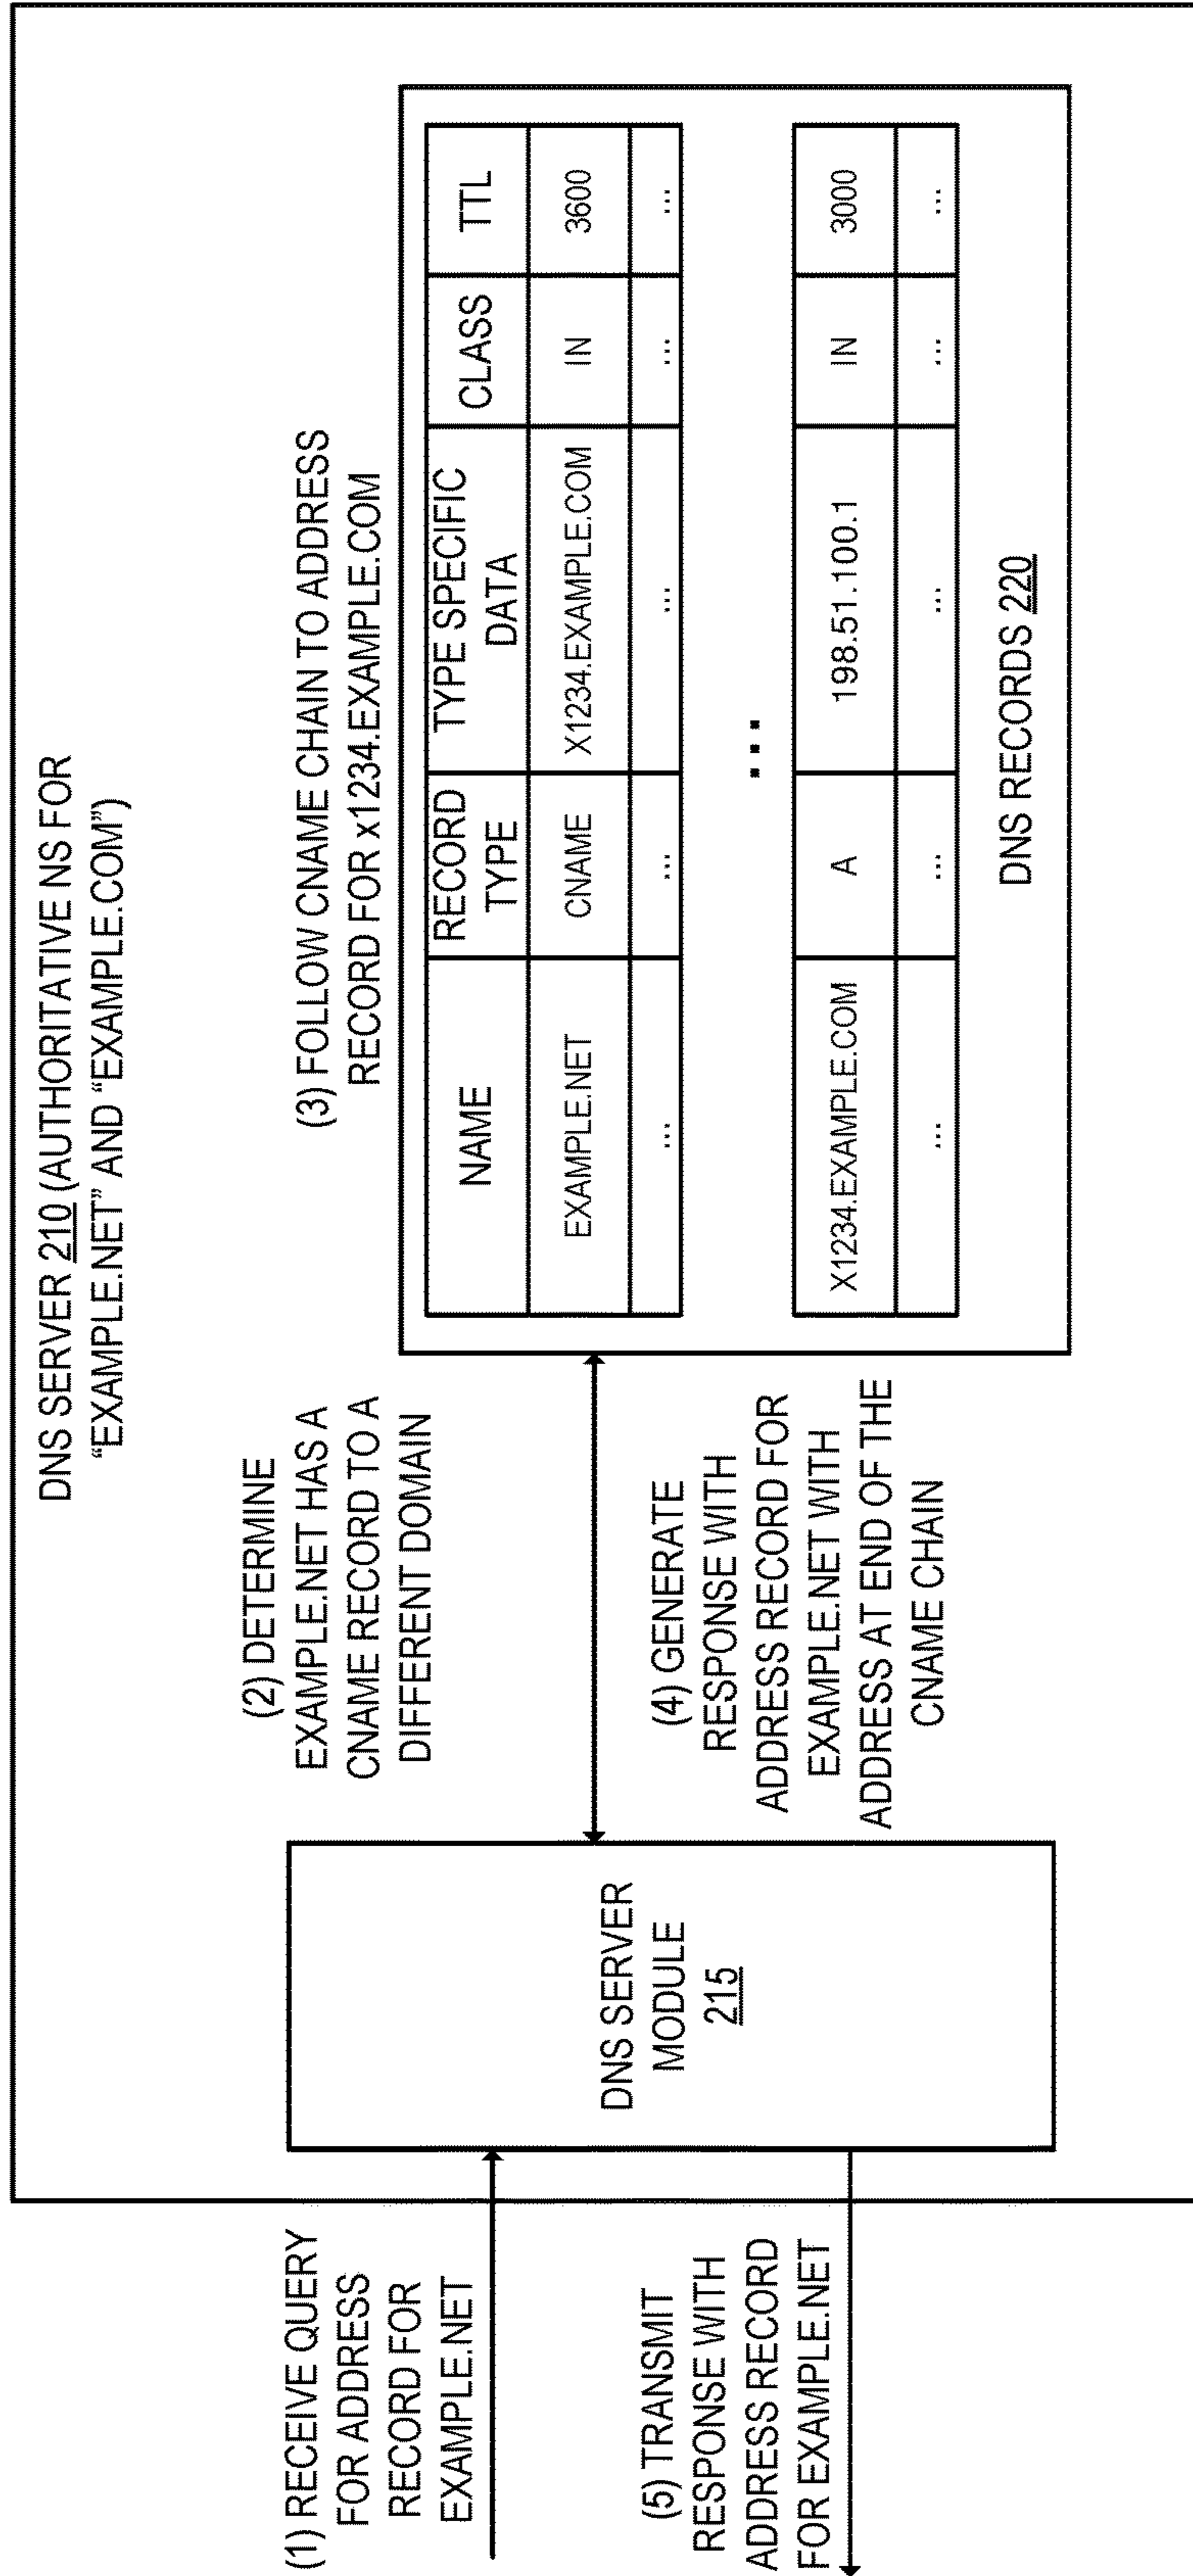 DNS SERVER 210 (AUTHORITATIVE NS FOR
“EXAMPLE.NET” AND “EXAMPLE.COM”)
(1) RECEIVE QUERY
FOR ADDRESS
RECORD FOR
EXAMPLE.NET
(2) DETERMINE
EXAMPLE.NET HAS A
CNAME RECORD TO A
DIFFERENT DOMAIN
(3) FOLLOW CNAME CHAIN TO ADDRESS
RECORD FOR x1234.EXAMPLE.COM
DNS SERVER
MODULE
215
NAME RECORD TYPE TYPE SPECIFIC DATA CLASS TTL
EXAMPLE.NET CNAME X1234.EXAMPLE.COM IN 3600
... ... ... ... ...
...
X1234.EXAMPLE.COM A 198.51.100.1 IN 3000
... ... ... ... ...
DNS RECORDS 220
(4) GENERATE
RESPONSE WITH
ADDRESS RECORD FOR
EXAMPLE.NET WITH
ADDRESS AT END OF THE
CNAME CHAIN
(5) TRANSMIT
RESPONSE WITH
ADDRESS RECORD
FOR EXAMPLE.NET